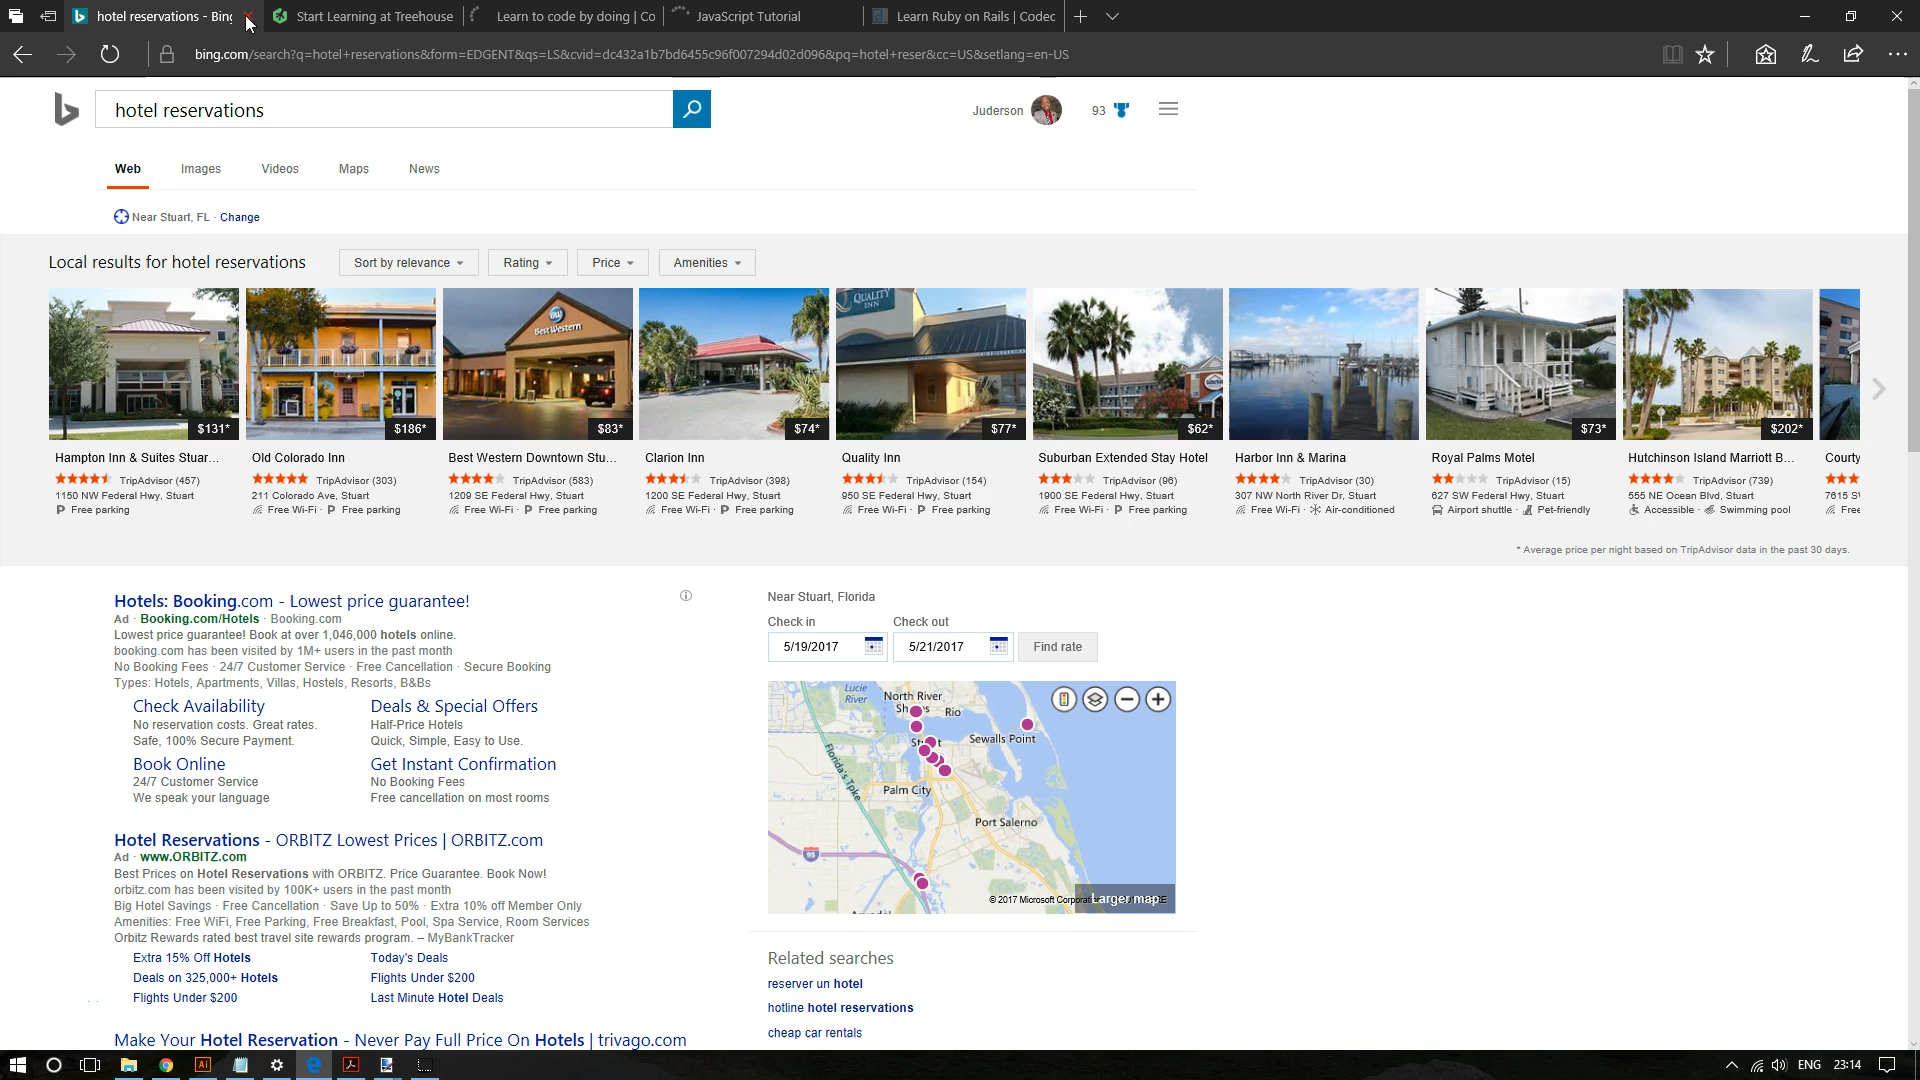 hotel reservations - Bing
Start Learning at Treehouse
Learn to code by doing | Co
JavaScript Tutorial
Learn Ruby on Rails | Codec
bing.com/search?q=hotel+reservations&form=EDGENT&qs=LS&cvid=dc432a1b7bd6455c96f007294d02d096&pq=hotel+reser&cc=US&setlang=en-US
hotel reservations
Juderson
93
Web
Images
Videos
Maps
News
Near Stuart, FL · Change
Local results for hotel reservations
Sort by relevance
Rating
Price
Amenities
QUALITY INN
Best Western
BW
$131*
$186*
$83*
$74*
$77*
$62*
$73*
$202*
Hampton Inn & Suites Stuar...
TripAdvisor (457)
1150 NW Federal Hwy, Stuart
P Free parking
Old Colorado Inn
TripAdvisor (303)
211 Colorado Ave, Stuart
Free Wi-Fi · P Free parking
Best Western Downtown Stu...
TripAdvisor (583)
1209 SE Federal Hwy, Stuart
Free Wi-Fi · P Free parking
Clarion Inn
TripAdvisor (398)
1200 SE Federal Hwy, Stuart
Free Wi-Fi · P Free parking
Quality Inn
TripAdvisor (154)
950 SE Federal Hwy, Stuart
Free Wi-Fi · P Free parking
Suburban Extended Stay Hotel
TripAdvisor (96)
1900 SE Federal Hwy, Stuart
Free Wi-Fi · P Free parking
Harbor Inn & Marina
TripAdvisor (30)
307 NW North River Dr, Stuart
Free Wi-Fi · Air-conditioned
Royal Palms Motel
TripAdvisor (15)
627 SW Federal Hwy, Stuart
Airport shuttle · Pet-friendly
Hutchinson Island Marriott B...
TripAdvisor (739)
555 NE Ocean Blvd, Stuart
Accessible · Swimming pool
Courty
7615 S
Free
* Average price per night based on TripAdvisor data in the past 30 days.
Hotels: Booking.com - Lowest price guarantee!
Ad · Booking.com/Hotels · Booking.com
Lowest price guarantee! Book at over 1,046,000 hotels online.
booking.com has been visited by 1M+ users in the past month
No Booking Fees · 24/7 Customer Service · Free Cancellation · Secure Booking
Types: Hotels, Apartments, Villas, Hostels, Resorts, B&Bs
Check Availability
No reservation costs. Great rates.
Safe, 100% Secure Payment.
Deals & Special Offers
Half-Price Hotels
Quick, Simple, Easy to Use.
Book Online
24/7 Customer Service
We speak your language
Get Instant Confirmation
No Booking Fees
Free cancellation on most rooms
Hotel Reservations - ORBITZ Lowest Prices | ORBITZ.com
Ad · www.ORBITZ.com
Best Prices on Hotel Reservations with ORBITZ. Price Guarantee. Book Now!
orbitz.com has been visited by 100K+ users in the past month
Big Hotel Savings · Free Cancellation · Save Up to 50% · Extra 10% off Member Only
Amenities: Free WiFi, Free Parking, Free Breakfast, Pool, Spa Service, Room Services
Orbitz Rewards rated best travel site rewards program. – MyBankTracker
Extra 15% Off Hotels
Today's Deals
Deals on 325,000+ Hotels
Flights Under $200
Flights Under $200
Last Minute Hotel Deals
Make Your Hotel Reservation - Never Pay Full Price On Hotels | trivago.com
Near Stuart, Florida
Check in
Check out
5/19/2017
5/21/2017
Find rate
Lucie River
North River
Rio
Sewalls Point
Florida's Tpke
Palm City
Port Salerno
95
© 2017 Microsoft Corporati
Larger map
Related searches
reserver un hotel
hotline hotel reservations
cheap car rentals
Ai
ENG
23:14